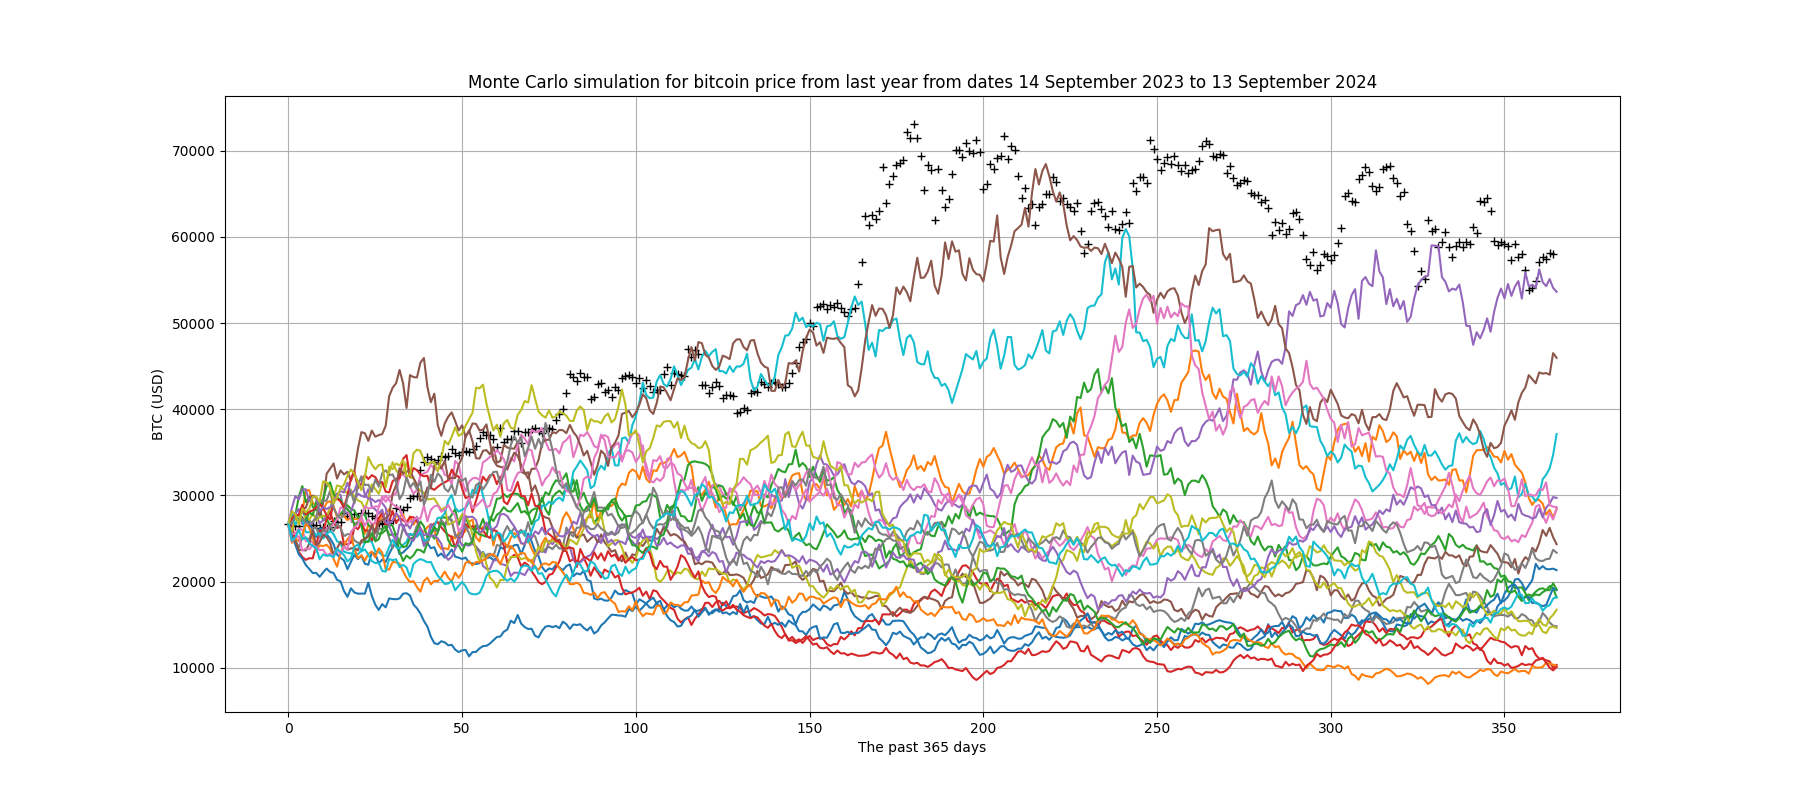 Monte Carlo simulation for bitcoin price from last year from dates 14 September 2023 to 13 September 2024
70000
60000
50000
40000
30000
20000
10000
BTC (USD)
0 50 100 150 200 250 300 350
The past 365 days